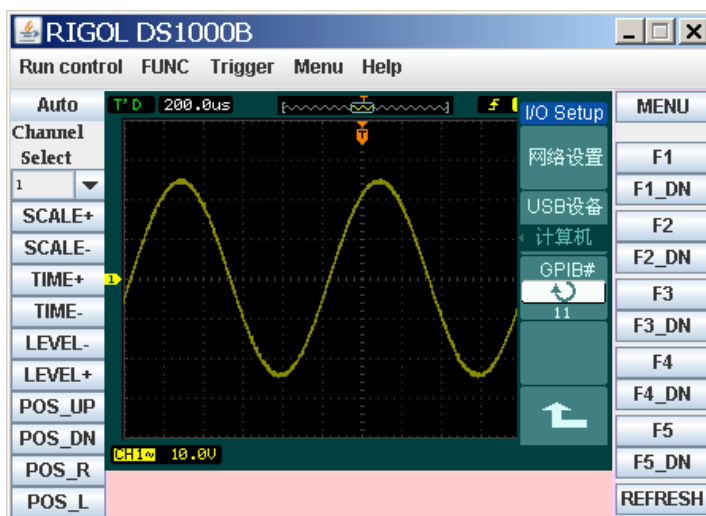 RIGOL DS1000B
Run control FUNC Trigger Menu Help
Auto
Channel
Select
1
SCALE+
SCALE-
TIME+
TIME-
LEVEL-
LEVEL+
POS_UP
POS_DN
POS_R
POS_L
T'D 200.0us
T
T
1
CH1~ 10.0V
I/O Setup
网络设置
USB设备
计算机
GPIB#
11
MENU
F1
F1_DN
F2
F2_DN
F3
F3_DN
F4
F4_DN
F5
F5_DN
REFRESH